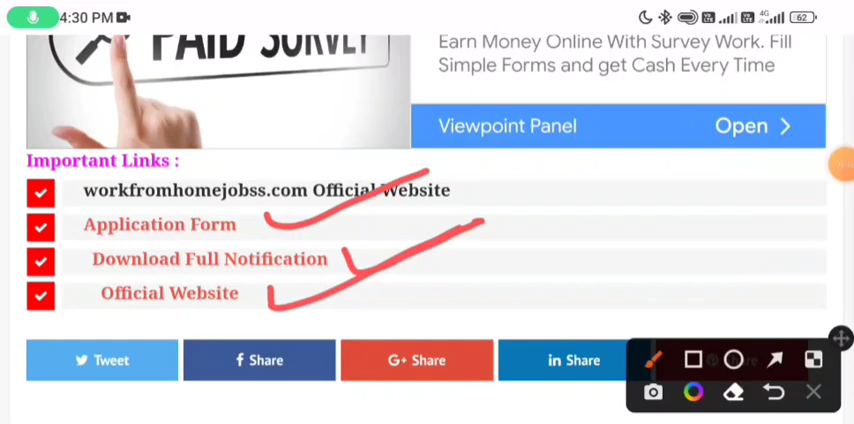 4:30 PM
4G
62
PAID SURVEY
Earn Money Online With Survey Work. Fill
Simple Forms and get Cash Every Time
Viewpoint Panel Open
Important Links :
workfromhomejobss.com Official Website
Application Form
Download Full Notification
Official Website
Tweet
f Share
G+ Share
in Share